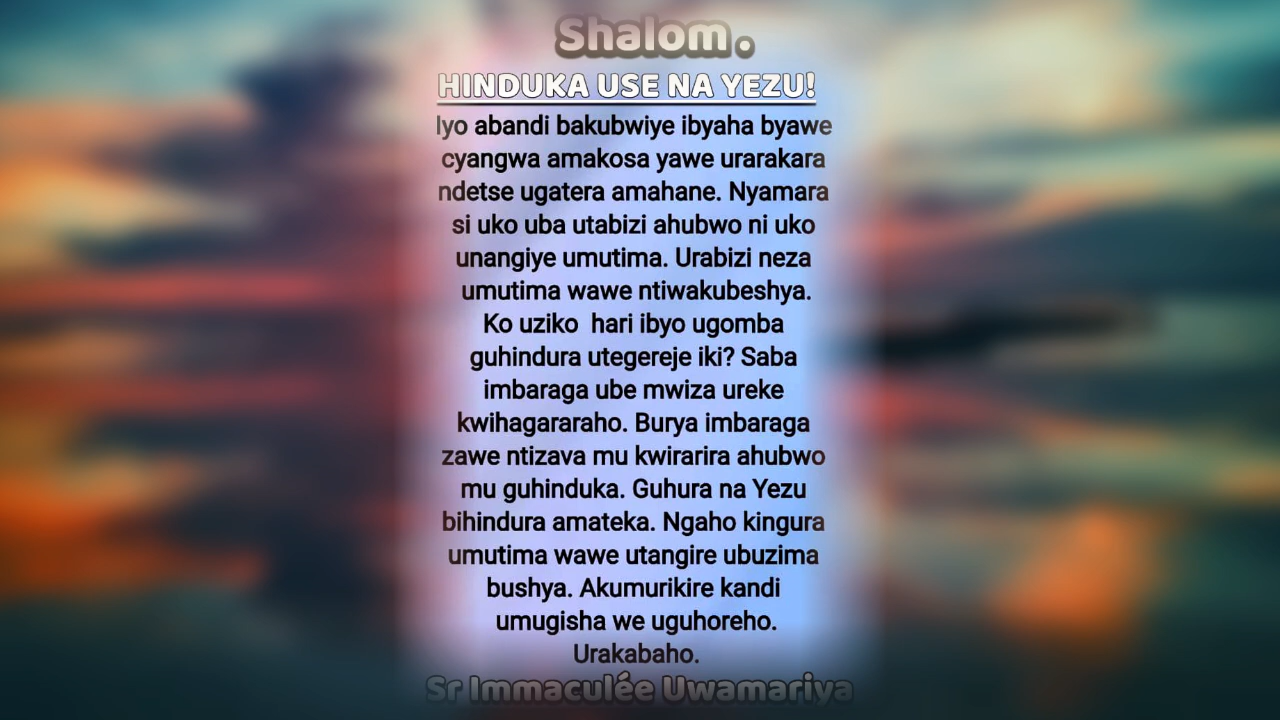 Shalom .
HINDUKA USE NA YEZU!
Iyo abandi bakubwiye ibyaha byawe
cyangwa amakosa yawe urarakara
ndetse ugatera amahane. Nyamara
si uko uba utabizi ahubwo ni uko
unangiye umutima. Urabizi neza
umutima wawe ntiwakubeshya.
Ko uziko hari ibyo ugomba
guhindura utegereje iki? Saba
imbaraga ube mwiza ureke
kwihagararaho. Burya imbaraga
zawe ntizava mu kwirarira ahubwo
mu guhinduka. Guhura na Yezu
bihindura amateka. Ngaho kingura
umutima wawe utangire ubuzima
bushya. Akumurikire kandi
umugisha we uguhoreho.
Urakabaho.
Sr Immaculée Uwamariya